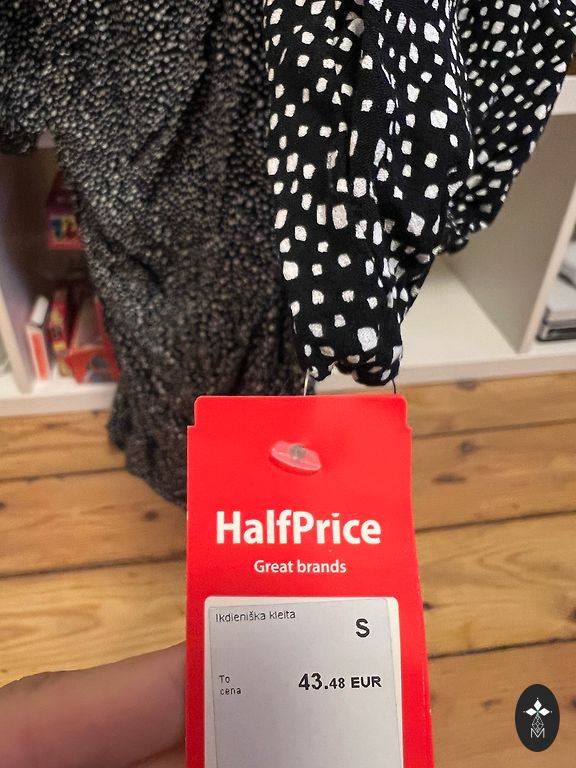 HalfPrice
Great brands
Ikdieniška kleita
S
To
cena
43.48 EUR
M